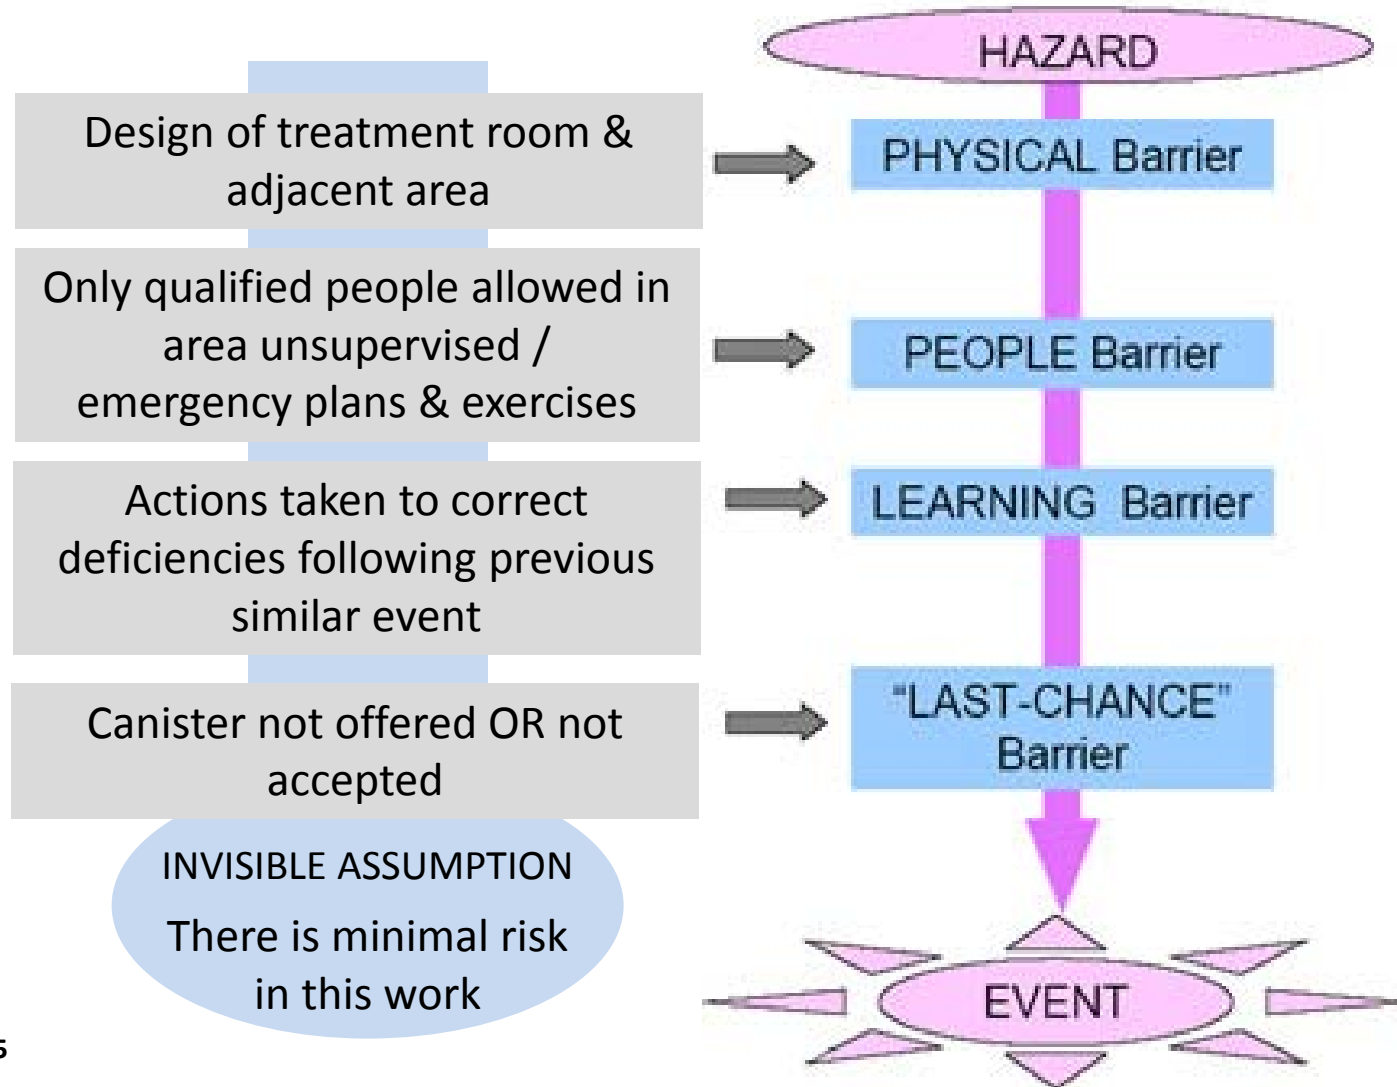 HAZARD
Design of treatment room &
adjacent area
PHYSICAL Barrier
Only qualified people allowed in
area unsupervised /
emergency plans & exercises
PEOPLE Barrier
Actions taken to correct
deficiencies following previous
similar event
LEARNING Barrier
Canister not offered OR not
accepted
"LAST-CHANCE"
Barrier
INVISIBLE ASSUMPTION
There is minimal risk
in this work
EVENT